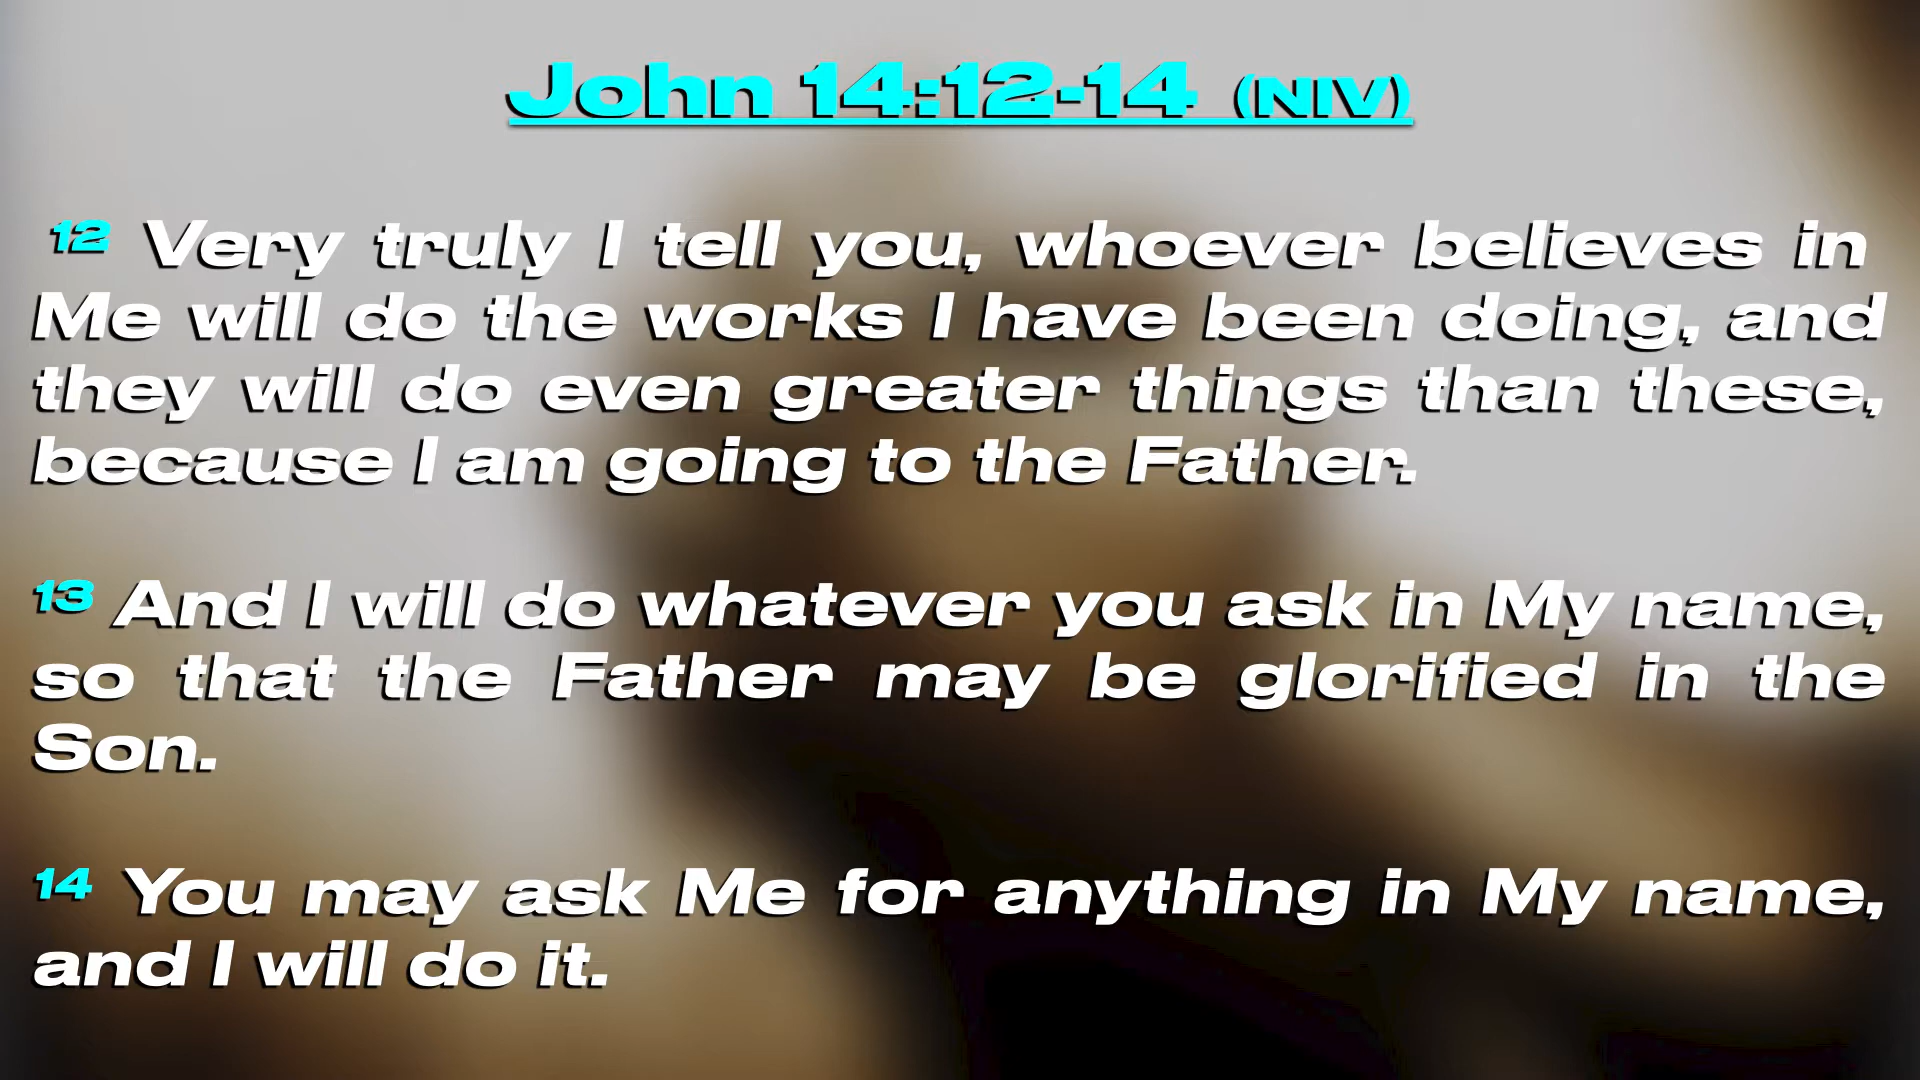 John 14:12-14 (NIV)
12 Very truly I tell you, whoever believes in
Me will do the works I have been doing, and
they will do even greater things than these,
because I am going to the Father.
13 And I will do whatever you ask in My name,
so that the Father may be glorified in the
Son.
14 You may ask Me for anything in My name,
and I will do it.